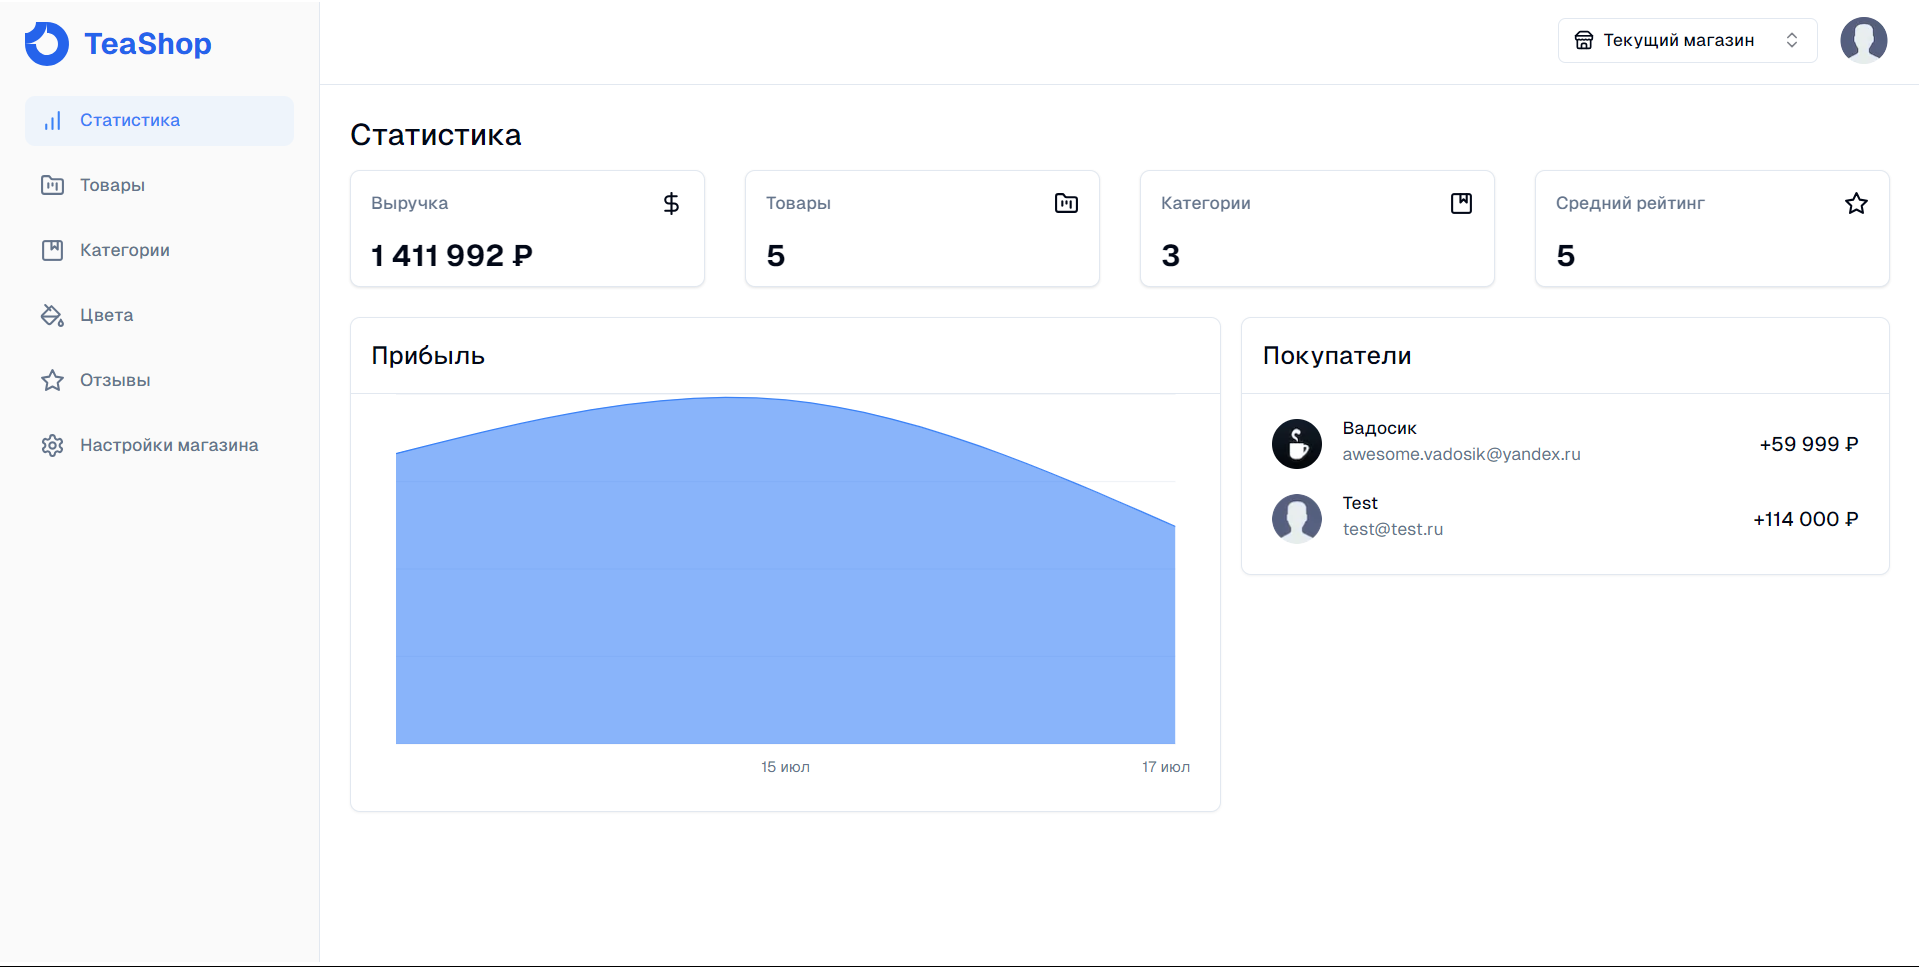 TeaShop
Текущий магазин
Статистика
Товары
Категории
Цвета
Отзывы
Настройки магазина
Статистика
Выручка
1 411 992 ₽
Товары
5
Категории
3
Средний рейтинг
5
Прибыль
15 июл
17 июл
Покупатели
Вадосик
awesome.vadosik@yandex.ru
+59 999 ₽
Test
test@test.ru
+114 000 ₽